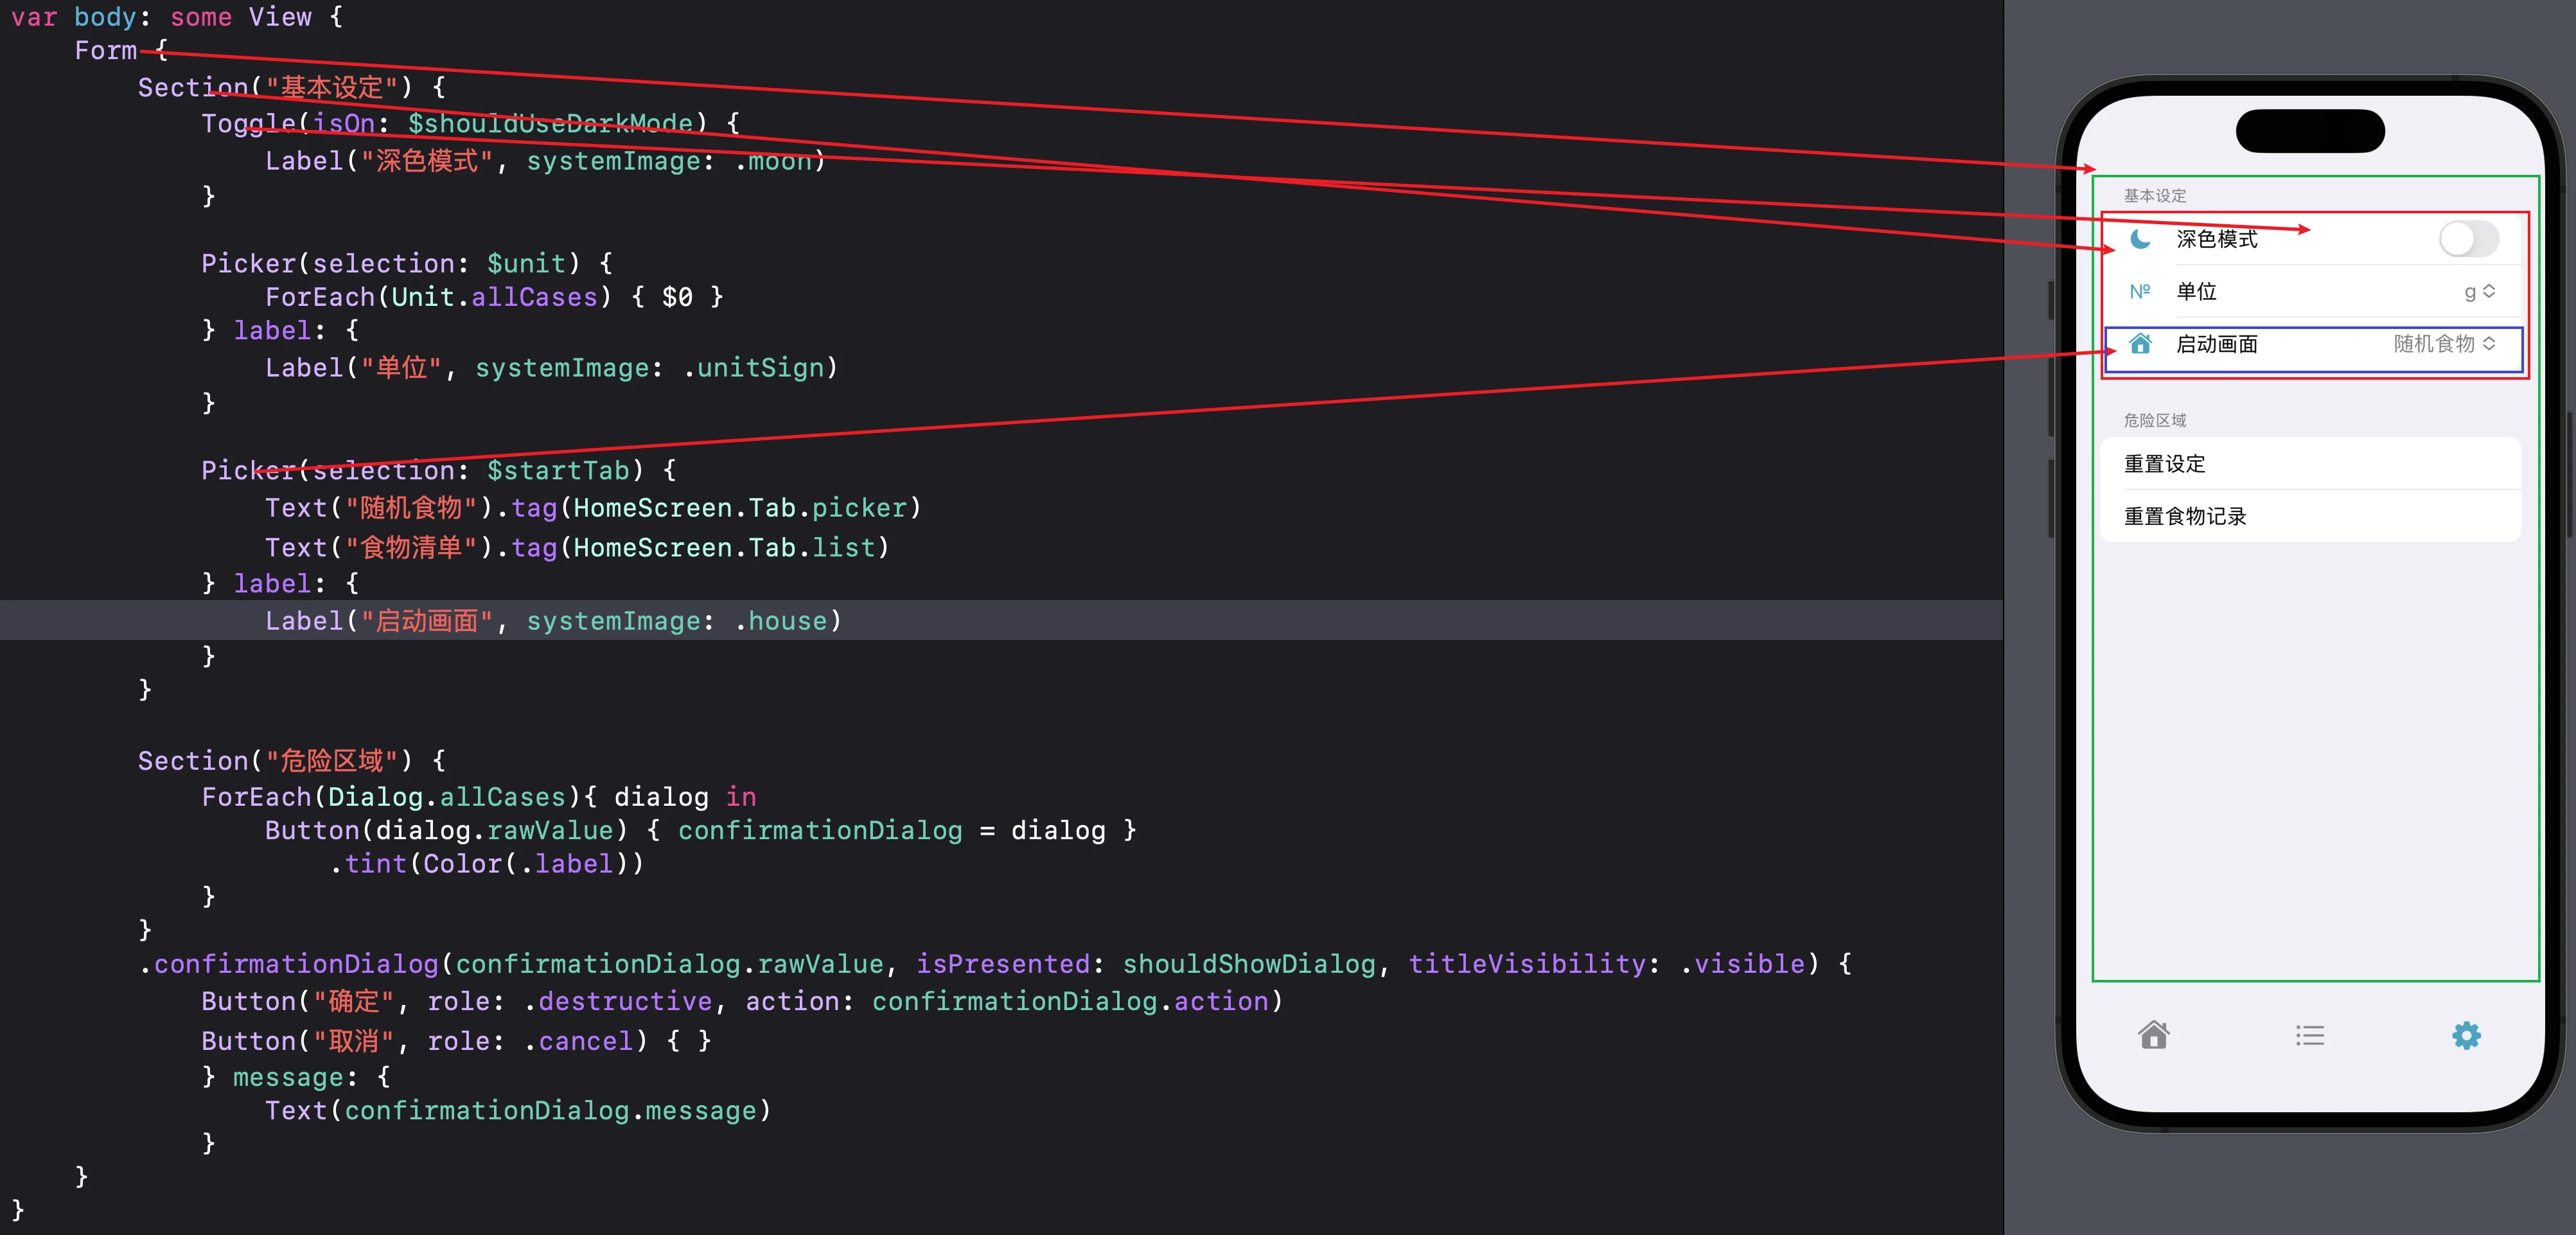 var body: some View {
Form {
Section("基本设定") {
Toggle(isOn: $shouldUseDarkMode) {
Label("深色模式", systemImage: .moon)
}
Picker(selection: $unit) {
ForEach(Unit.allCases) { $0 }
} label: {
Label("单位", systemImage: .unitSign)
}
Picker(selection: $startTab) {
Text("随机食物").tag(HomeScreen.Tab.picker)
Text("食物清单").tag(HomeScreen.Tab.list)
} label: {
Label("启动画面", systemImage: .house)
}
}
Section("危险区域") {
ForEach(Dialog.allCases){ dialog in
Button(dialog.rawValue) { confirmationDialog = dialog }
.tint(Color(.label))
}
}
.confirmationDialog(confirmationDialog.rawValue, isPresented: shouldShowDialog, titleVisibility: .visible) {
Button("确定", role: .destructive, action: confirmationDialog.action)
Button("取消", role: .cancel) { }
} message: {
Text(confirmationDialog.message)
}
}
}
基本设定
深色模式
№ 单位 g
启动画面 随机食物
危险区域
重置设定
重置食物记录